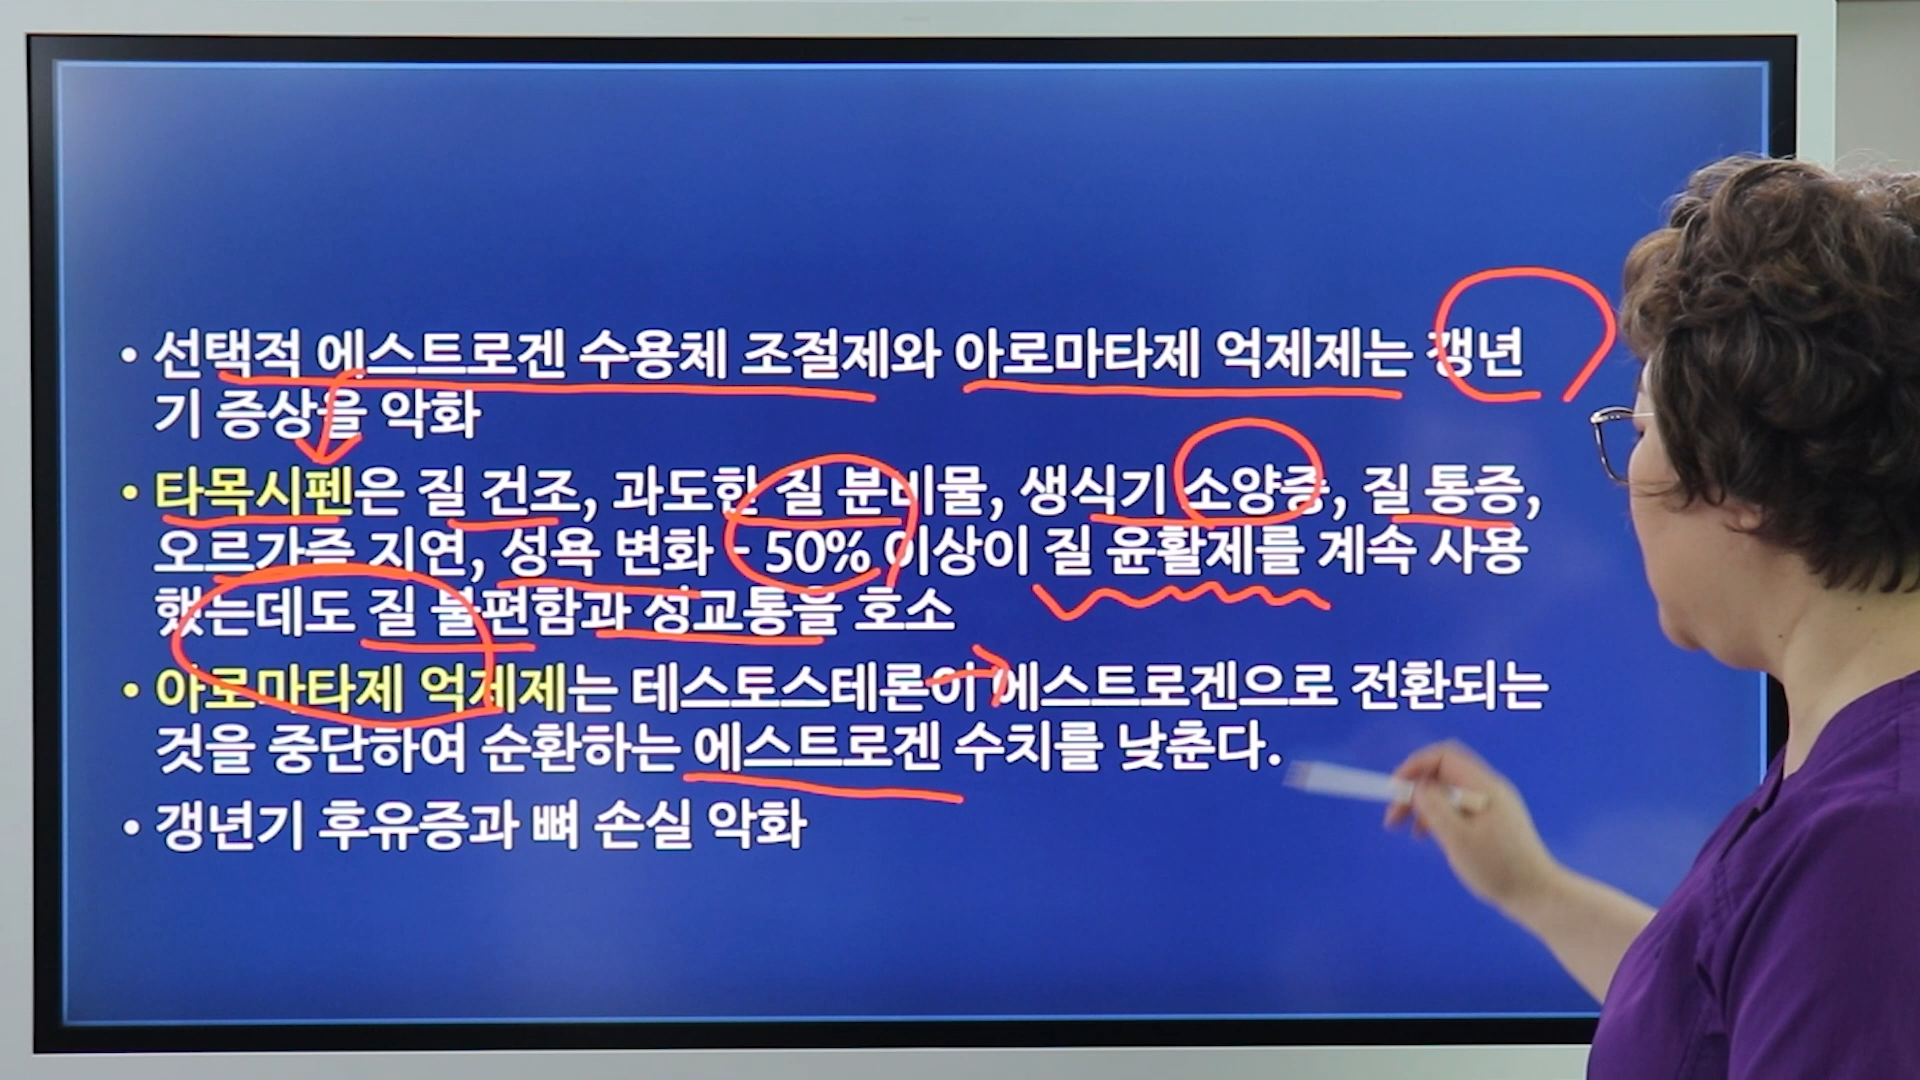 • 선택적 에스트로겐 수용체 조절제와 아로마타제 억제제는 갱년
기 증상을 악화
• 타목시펜은 질 건조, 과도한 질 분비물, 생식기 소양증, 질 통증,
오르가즘 지연, 성욕 변화 - 50% 이상이 질 윤활제를 계속 사용
했는데도 질 불편함과 성교통을 호소
• 아로마타제 억제제는 테스토스테론이 에스트로겐으로 전환되는
것을 중단하여 순환하는 에스트로겐 수치를 낮춘다.
• 갱년기 후유증과 뼈 손실 악화